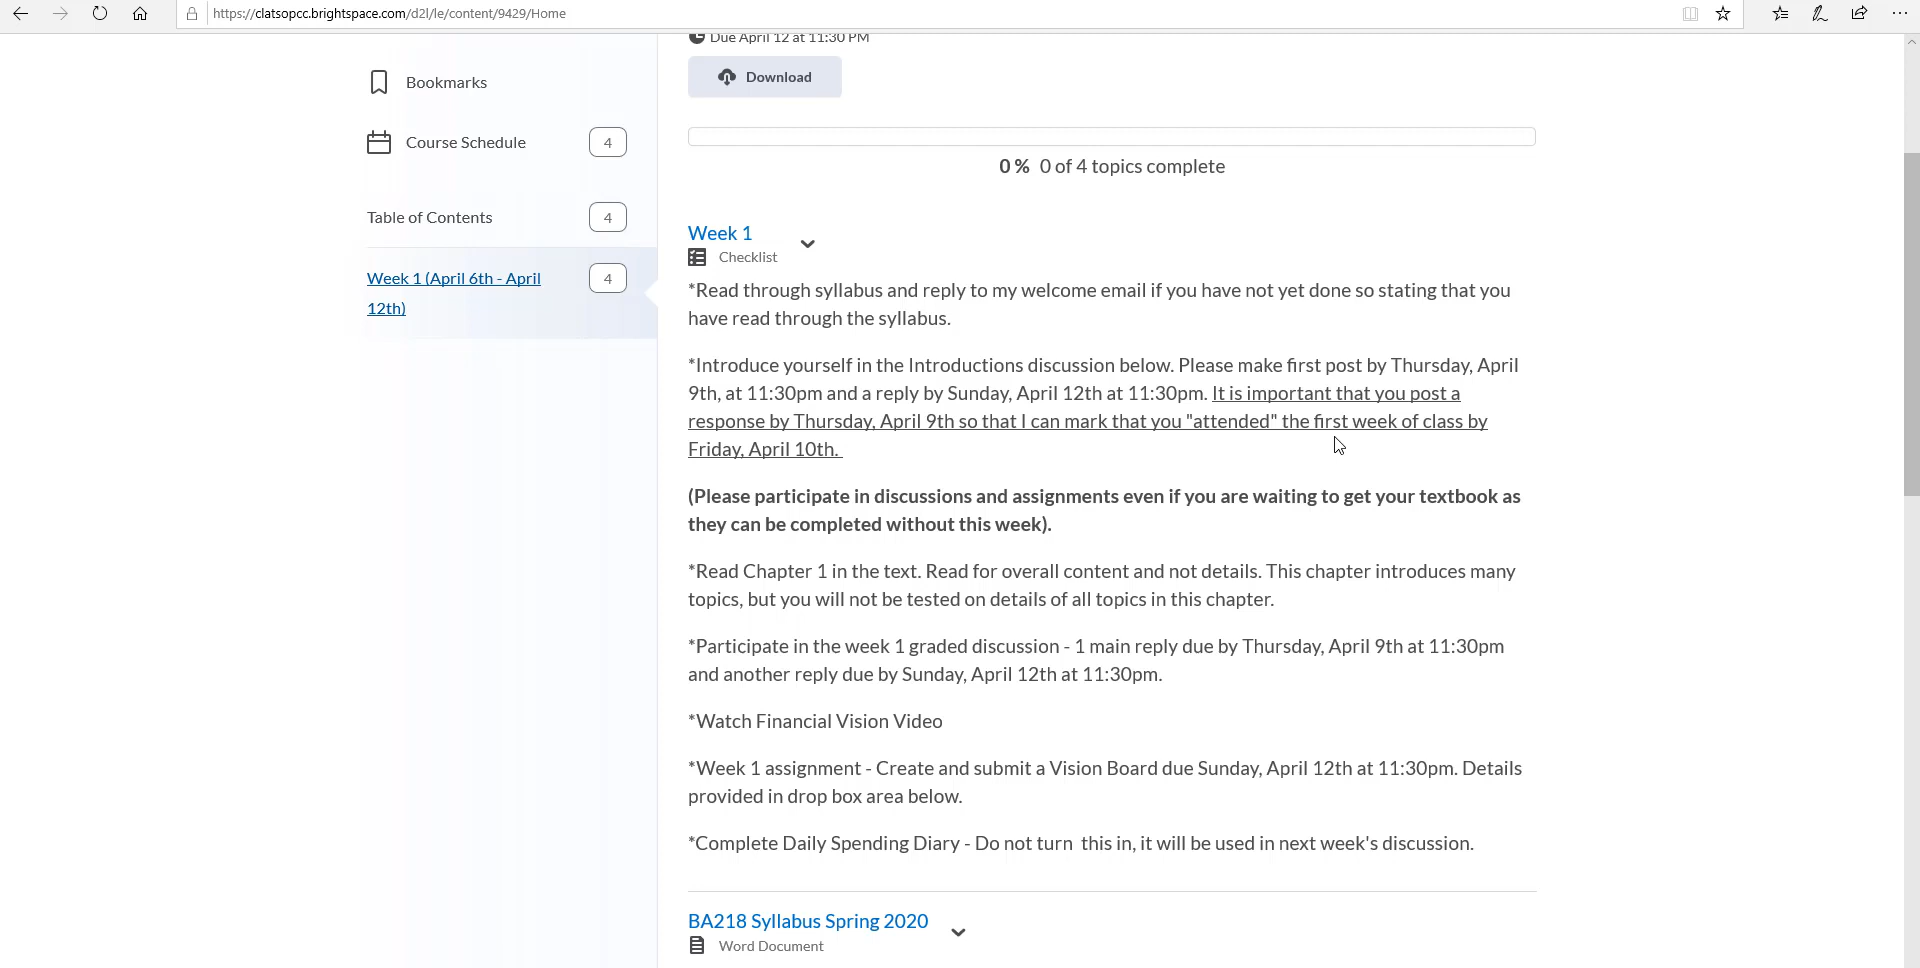 https://clatsopcc.brightspace.com/d2l/le/content/9429/Home
Due April 12 at 11:30 PM
Bookmarks
Download
Course Schedule
4
0 % 0 of 4 topics complete
Table of Contents
4
Week 1 (April 6th - April
12th)
4
Week 1
Checklist
*Read through syllabus and reply to my welcome email if you have not yet done so stating that you
have read through the syllabus.
*Introduce yourself in the Introductions discussion below. Please make first post by Thursday, April
9th, at 11:30pm and a reply by Sunday, April 12th at 11:30pm. It is important that you post a
response by Thursday, April 9th so that I can mark that you "attended" the first week of class by
Friday, April 10th.
(Please participate in discussions and assignments even if you are waiting to get your textbook as
they can be completed without this week).
*Read Chapter 1 in the text. Read for overall content and not details. This chapter introduces many
topics, but you will not be tested on details of all topics in this chapter.
*Participate in the week 1 graded discussion - 1 main reply due by Thursday, April 9th at 11:30pm
and another reply due by Sunday, April 12th at 11:30pm.
*Watch Financial Vision Video
*Week 1 assignment - Create and submit a Vision Board due Sunday, April 12th at 11:30pm. Details
provided in drop box area below.
*Complete Daily Spending Diary - Do not turn  this in, it will be used in next week's discussion.
BA218 Syllabus Spring 2020
Word Document